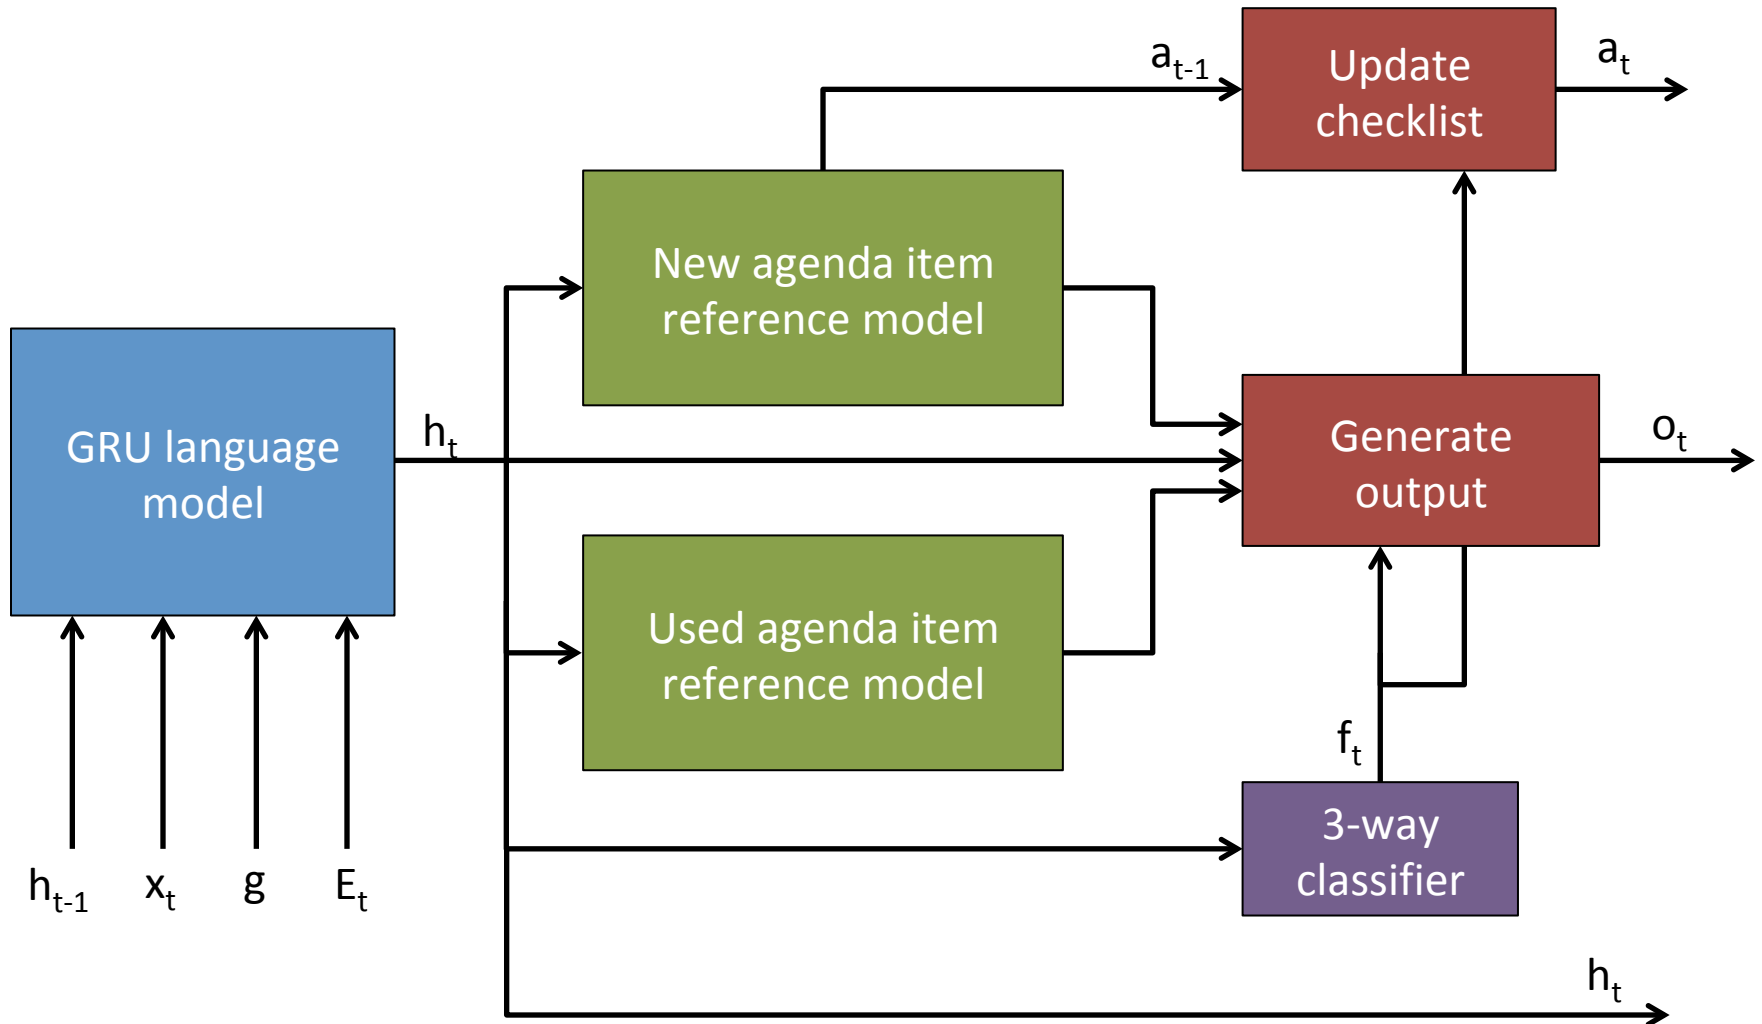 a_{t-1}
Update
checklist
a_t
New agenda item
reference model
GRU language
model
h_t
Generate
output
o_t
Used agenda item
reference model
f_t
3-way
classifier
h_{t-1}
x_t
g
E_t
h_t